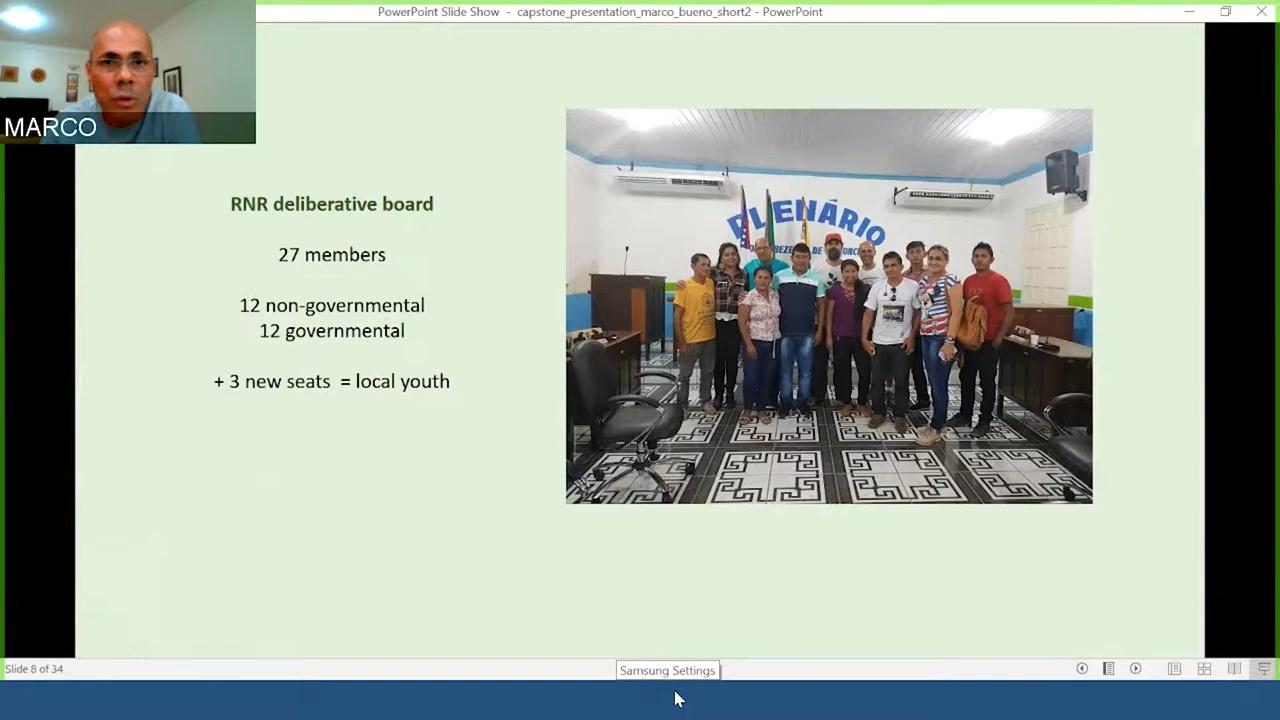 PowerPoint Slide Show - capstone_presentation_marco_bueno_short2 - PowerPoint
MARCO
RNR deliberative board
27 members
12 non-governmental
12 governmental
+ 3 new seats = local youth
PLENÁRIO
Slide 8 of 34
Samsung Settings